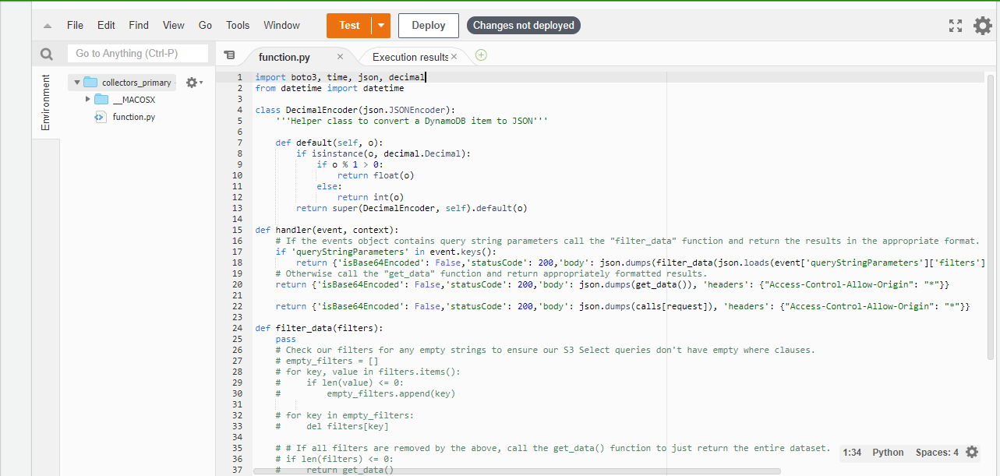 File Edit Find View Go Tools Window Test Deploy Changes not deployed
Go to Anything (Ctrl-P)
function.py × Execution results ×
Environment
collectors_primary
__MACOSX
function.py
1 import boto3, time, json, decimal
2 from datetime import datetime
3
4 class DecimalEncoder(json.JSONEncoder):
5     '''Helper class to convert a DynamoDB item to JSON'''
6
7     def default(self, o):
8         if isinstance(o, decimal.Decimal):
9             if o % 1 > 0:
10                 return float(o)
11             else:
12                 return int(o)
13         return super(DecimalEncoder, self).default(o)
14
15 def handler(event, context):
16     # If the events object contains query string parameters call the "filter_data" function and return the results in the appropriate format.
17     if 'queryStringParameters' in event.keys():
18         return {'isBase64Encoded': False,'statusCode': 200,'body': json.dumps(filter_data(json.loads(event['queryStringParameters']['filters']
19     # Otherwise call the "get_data" function and return appropriately formatted results.
20     return {'isBase64Encoded': False,'statusCode': 200,'body': json.dumps(get_data()), 'headers': {"Access-Control-Allow-Origin": "*"}}
21
22     return {'isBase64Encoded': False,'statusCode': 200,'body': json.dumps(calls[request]), 'headers': {"Access-Control-Allow-Origin": "*"}}
23
24 def filter_data(filters):
25     pass
26     # Check our filters for any empty strings to ensure our S3 Select queries don't have empty where clauses.
27     # empty_filters = []
28     # for key, value in filters.items():
29     #     if len(value) <= 0:
30     #         empty_filters.append(key)
31
32     # for key in empty_filters:
33     #     del filters[key]
34
35     # # If all filters are removed by the above, call the get_data() function to just return the entire dataset.
36     # if len(filters) <= 0:
37     #     return get_data()
1:34 Python Spaces: 4